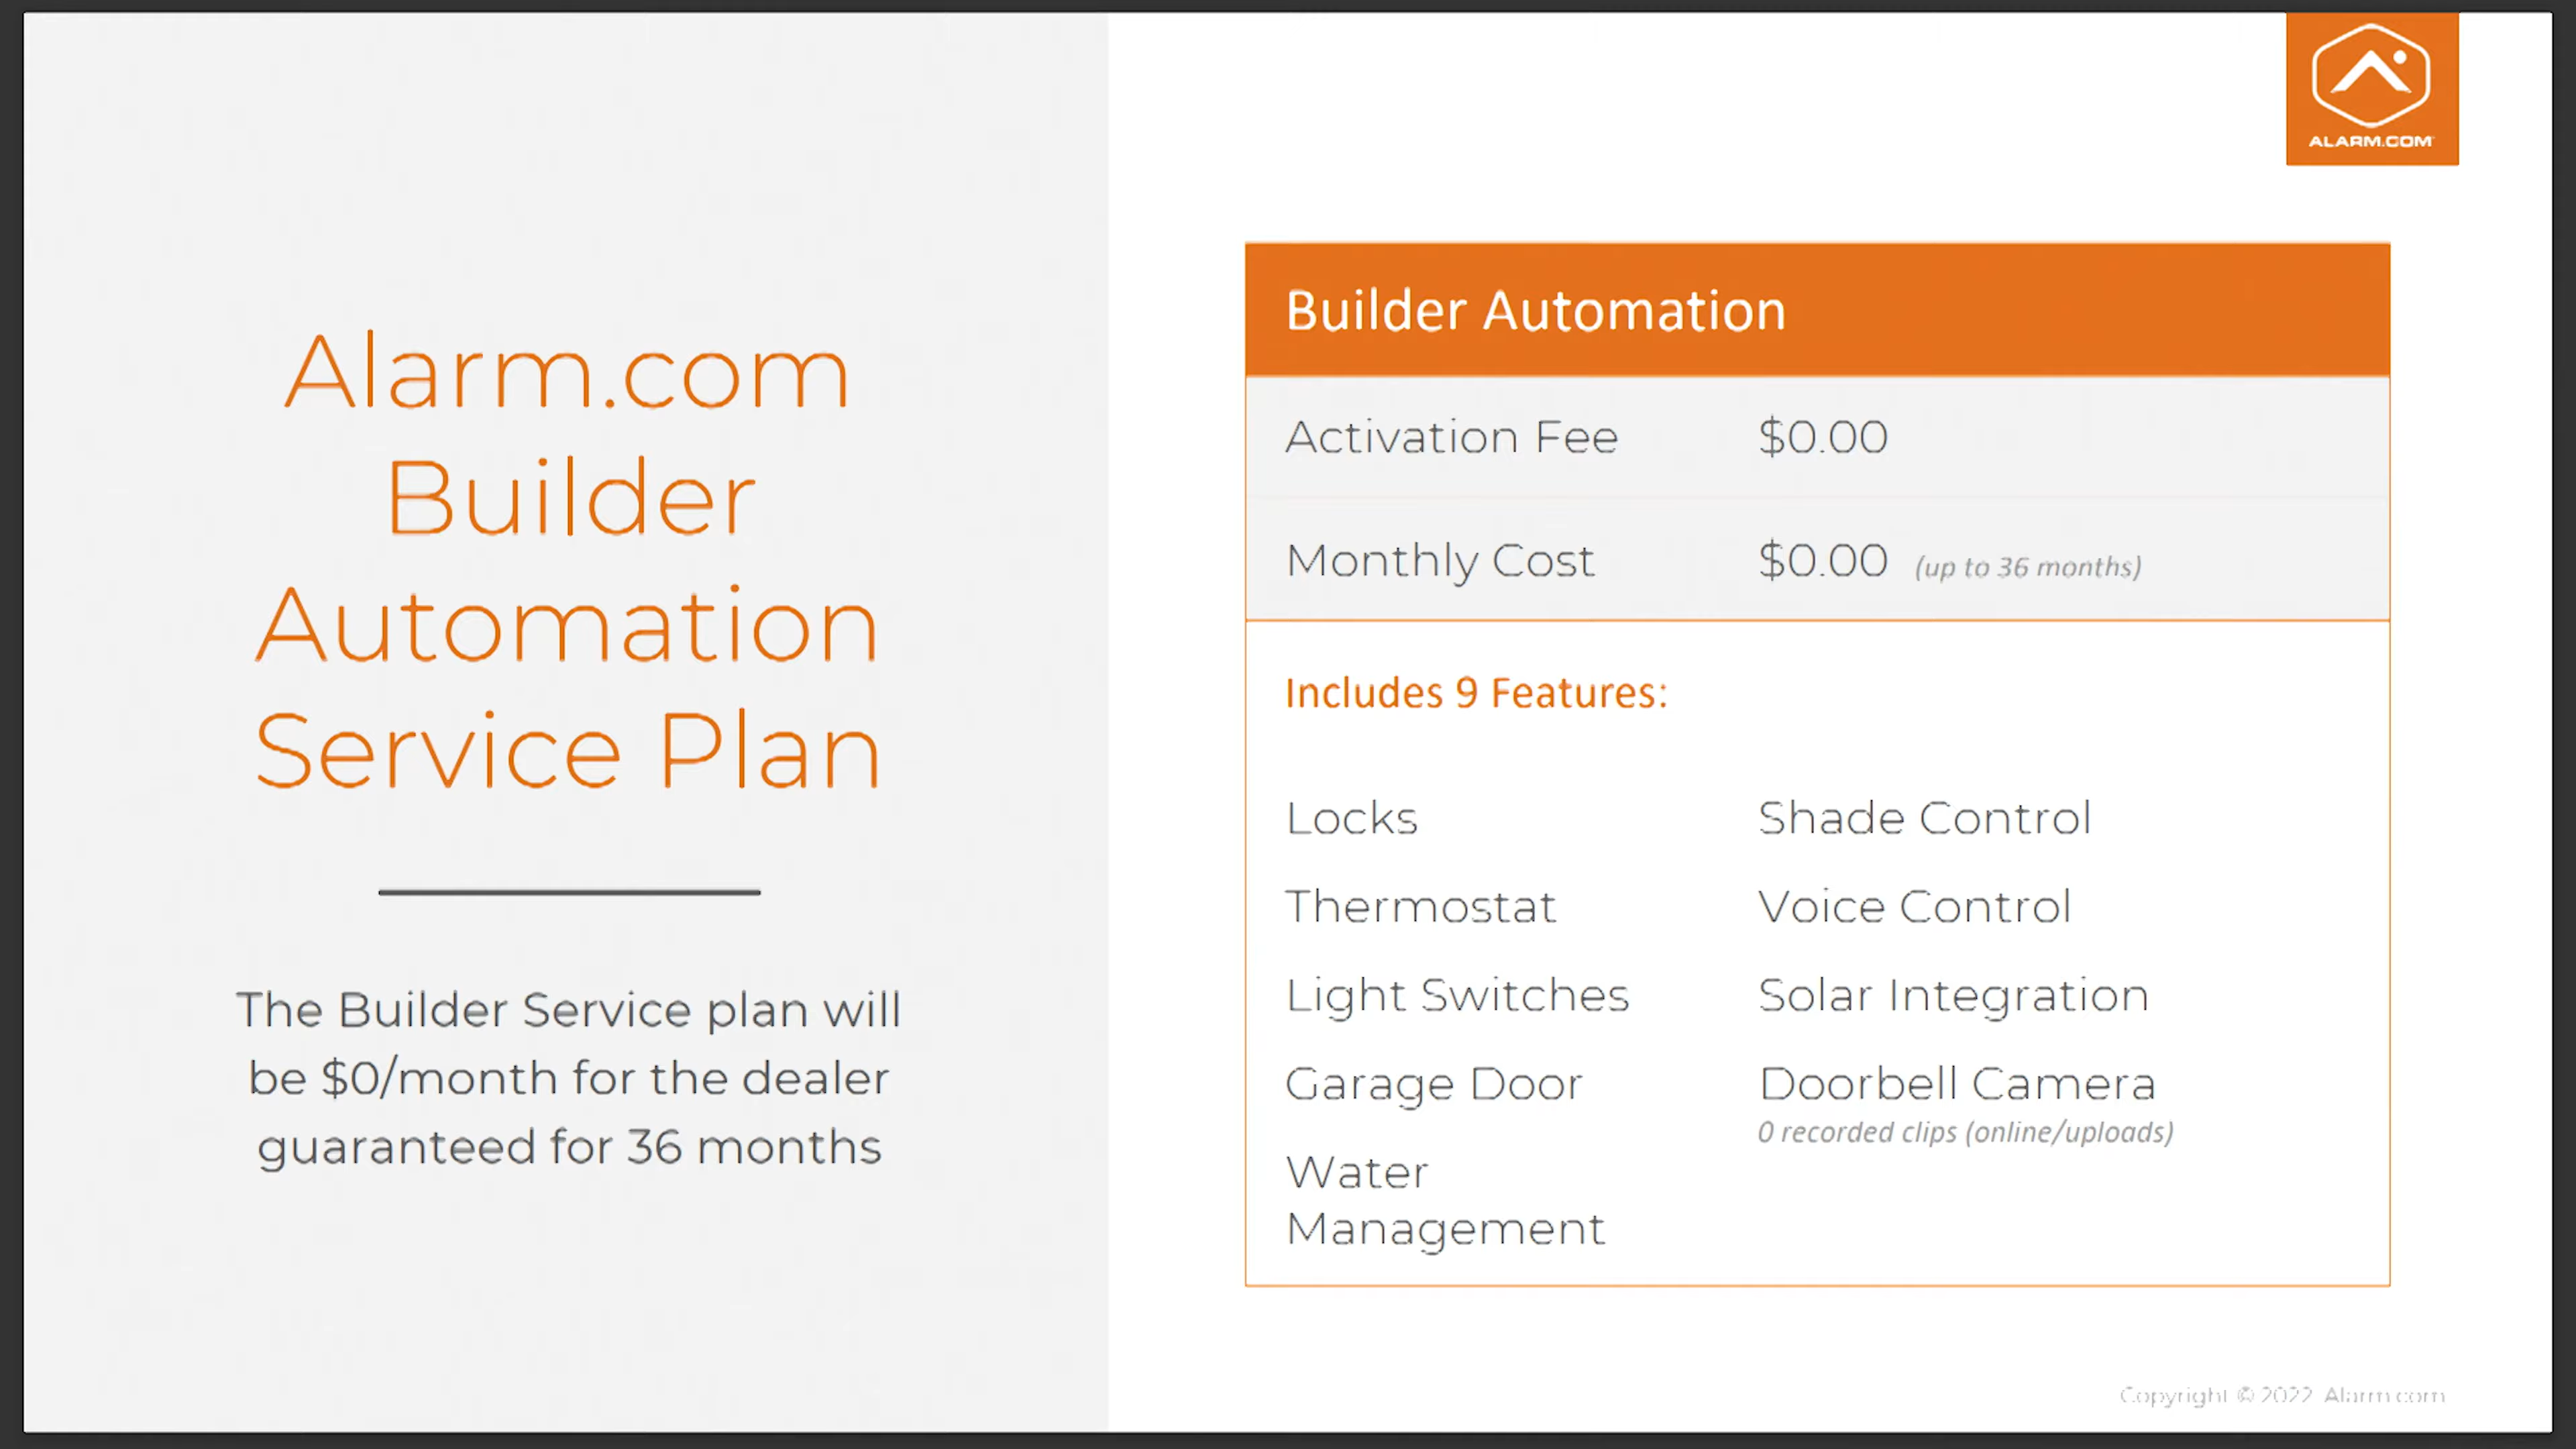 ALARM.COM
Alarm.com
Builder
Automation
Service Plan
The Builder Service plan will
be $0/month for the dealer
guaranteed for 36 months
Builder Automation
Activation Fee $0.00
Monthly Cost $0.00 (up to 36 months)
Includes 9 Features:
Locks
Thermostat
Light Switches
Garage Door
Water
Management
Shade Control
Voice Control
Solar Integration
Doorbell Camera
0 recorded clips (online/uploads)
Copyright © 2022 Alarm.com